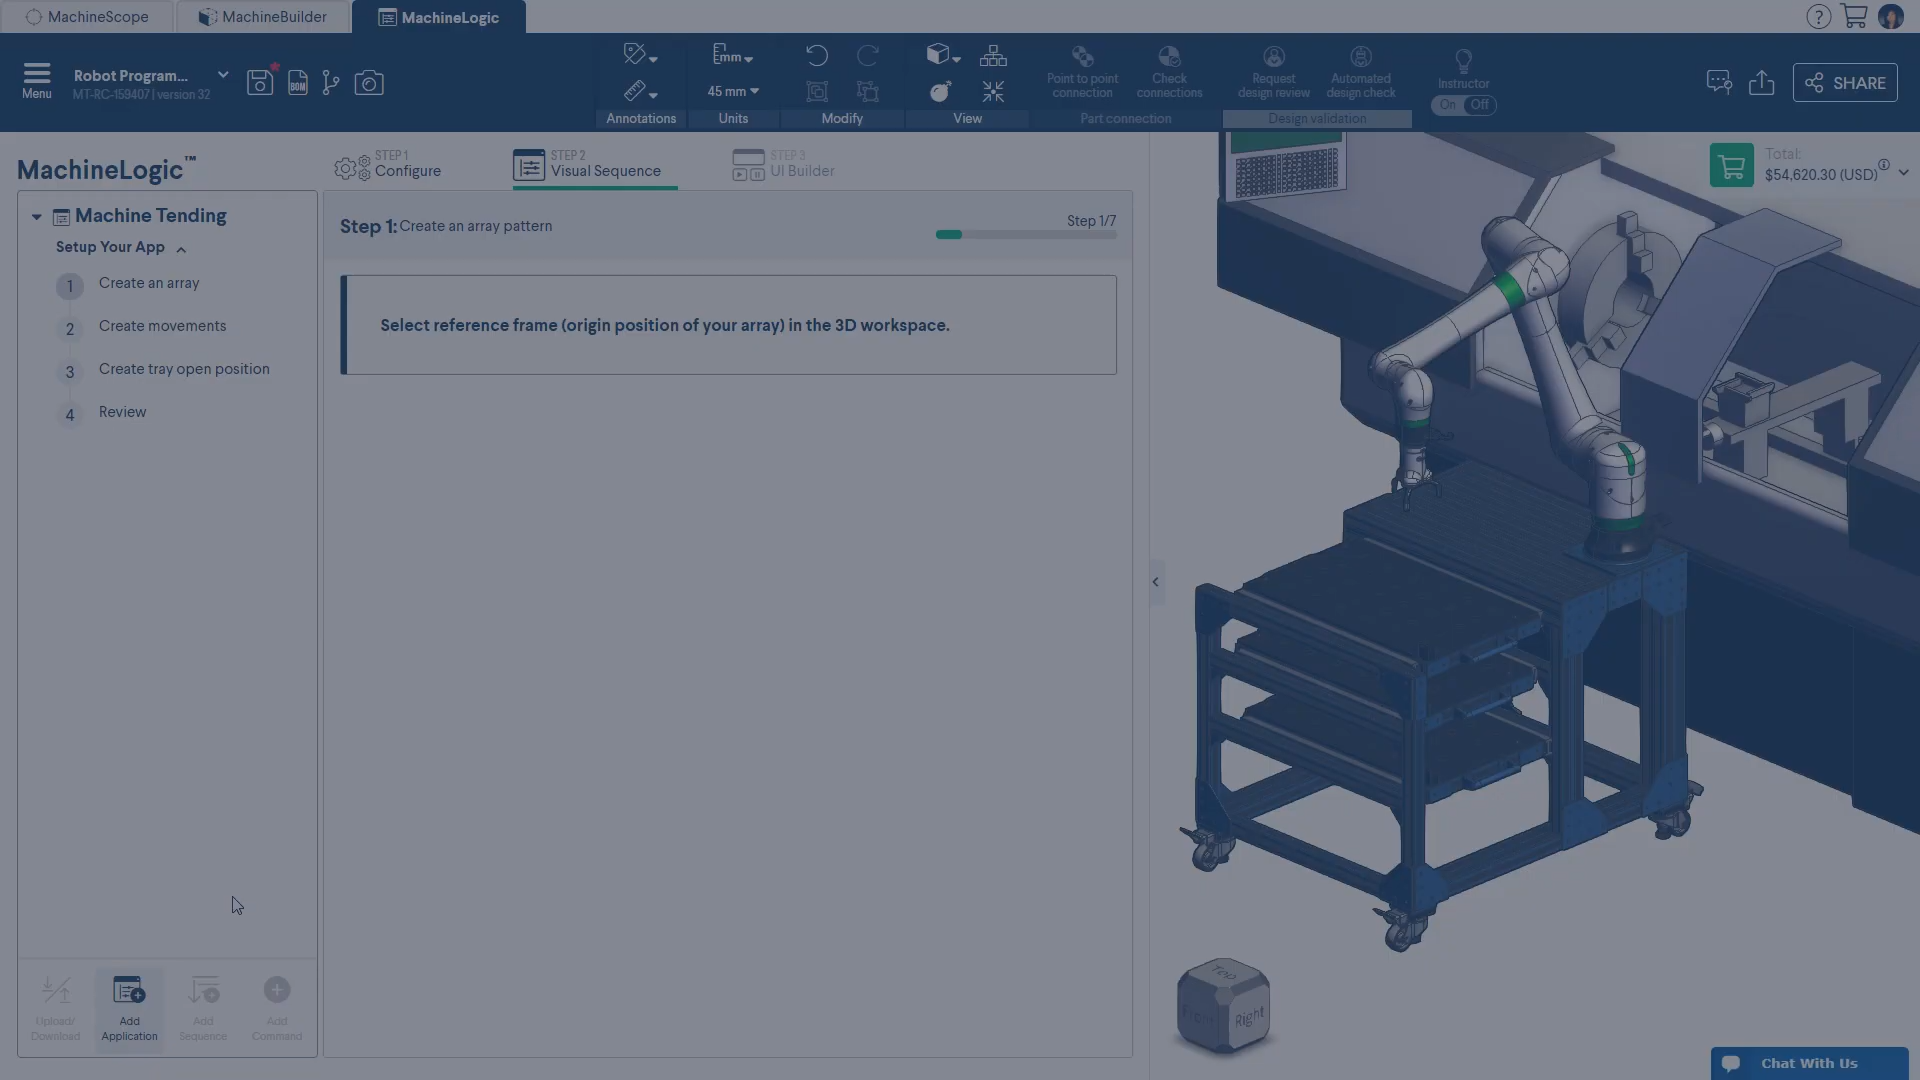 MachineScope
MachineBuilder
MachineLogic
Menu
Robot Program...
MT-RC-159407 | version 32
BOM
mm
45 mm
Annotations
Units
Modify
View
Point to point
connection
Check
connections
Part connection
Request
design review
Automated
design check
Design validation
Instructor
On Off
SHARE
MachineLogic™
STEP 1
Configure
STEP 2
Visual Sequence
STEP 3
UI Builder
Total:
$54,620.30 (USD)
Machine Tending
Setup Your App
1 Create an array
2 Create movements
3 Create tray open position
4 Review
Step 1: Create an array pattern
Step 1/7
Select reference frame (origin position of your array) in the 3D workspace.
Upload/
Download
Add
Application
Add
Sequence
Add
Command
Top
Front
Right
Chat With Us